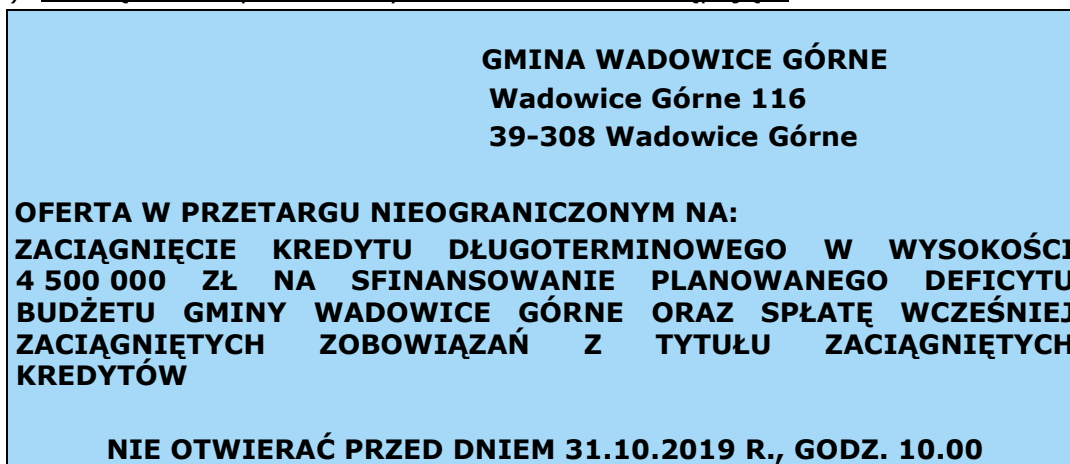 GMINA WADOWICE GÓRNE
Wadowice Górne 116
39-308 Wadowice Górne
OFERTA W PRZETARGU NIEOGRANICZONYM NA:
ZACIĄGNIĘCIE KREDYTU DŁUGOTERMINOWEGO W WYSOKOŚCI
4 500 000 ZŁ NA SFINANSOWANIE PLANOWANEGO DEFICYTU
BUDŻETU GMINY WADOWICE GÓRNE ORAZ SPŁATĘ WCZEŚNIEJ
ZACIĄGNIĘTYCH ZOBOWIĄZAŃ Z TYTUŁU ZACIĄGNIĘTYCH
KREDYTÓW
NIE OTWIERAĆ PRZED DNIEM 31.10.2019 R., GODZ. 10.00